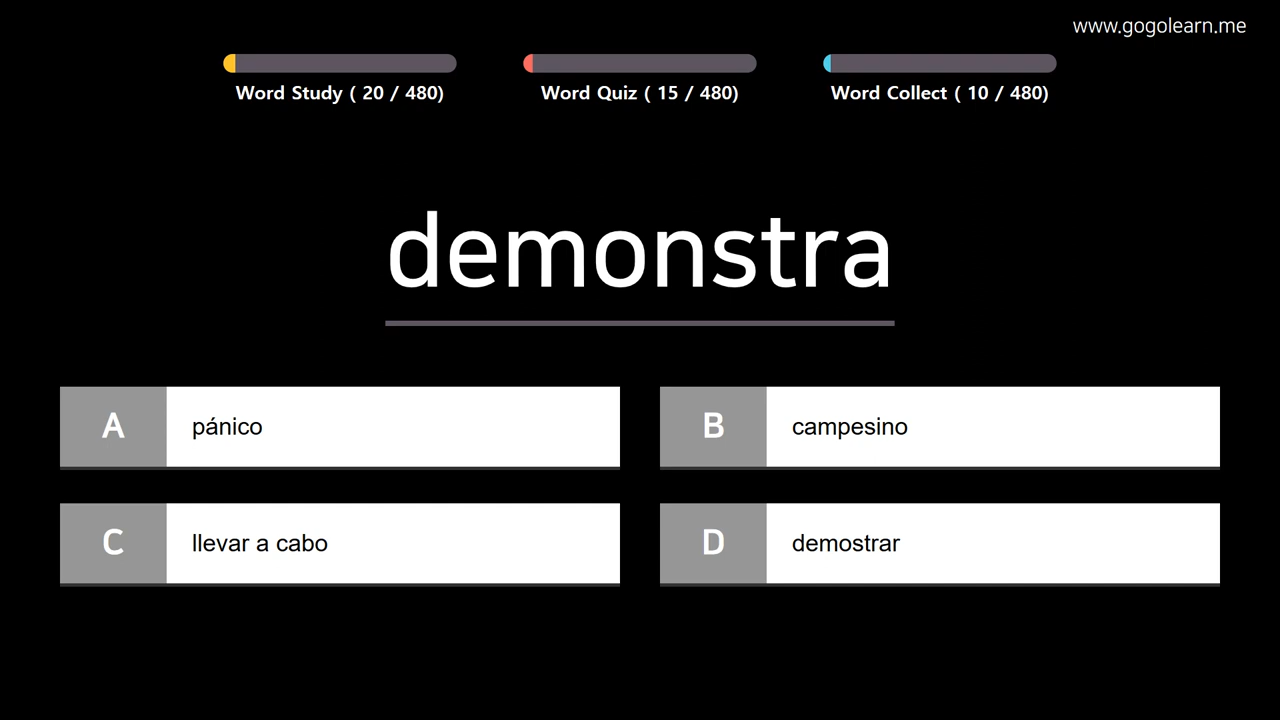 www.gogolearn.me
Word Study ( 20 / 480)
Word Quiz ( 15 / 480)
Word Collect ( 10 / 480)
demonstra
A pánico
B campesino
C llevar a cabo
D demostrar